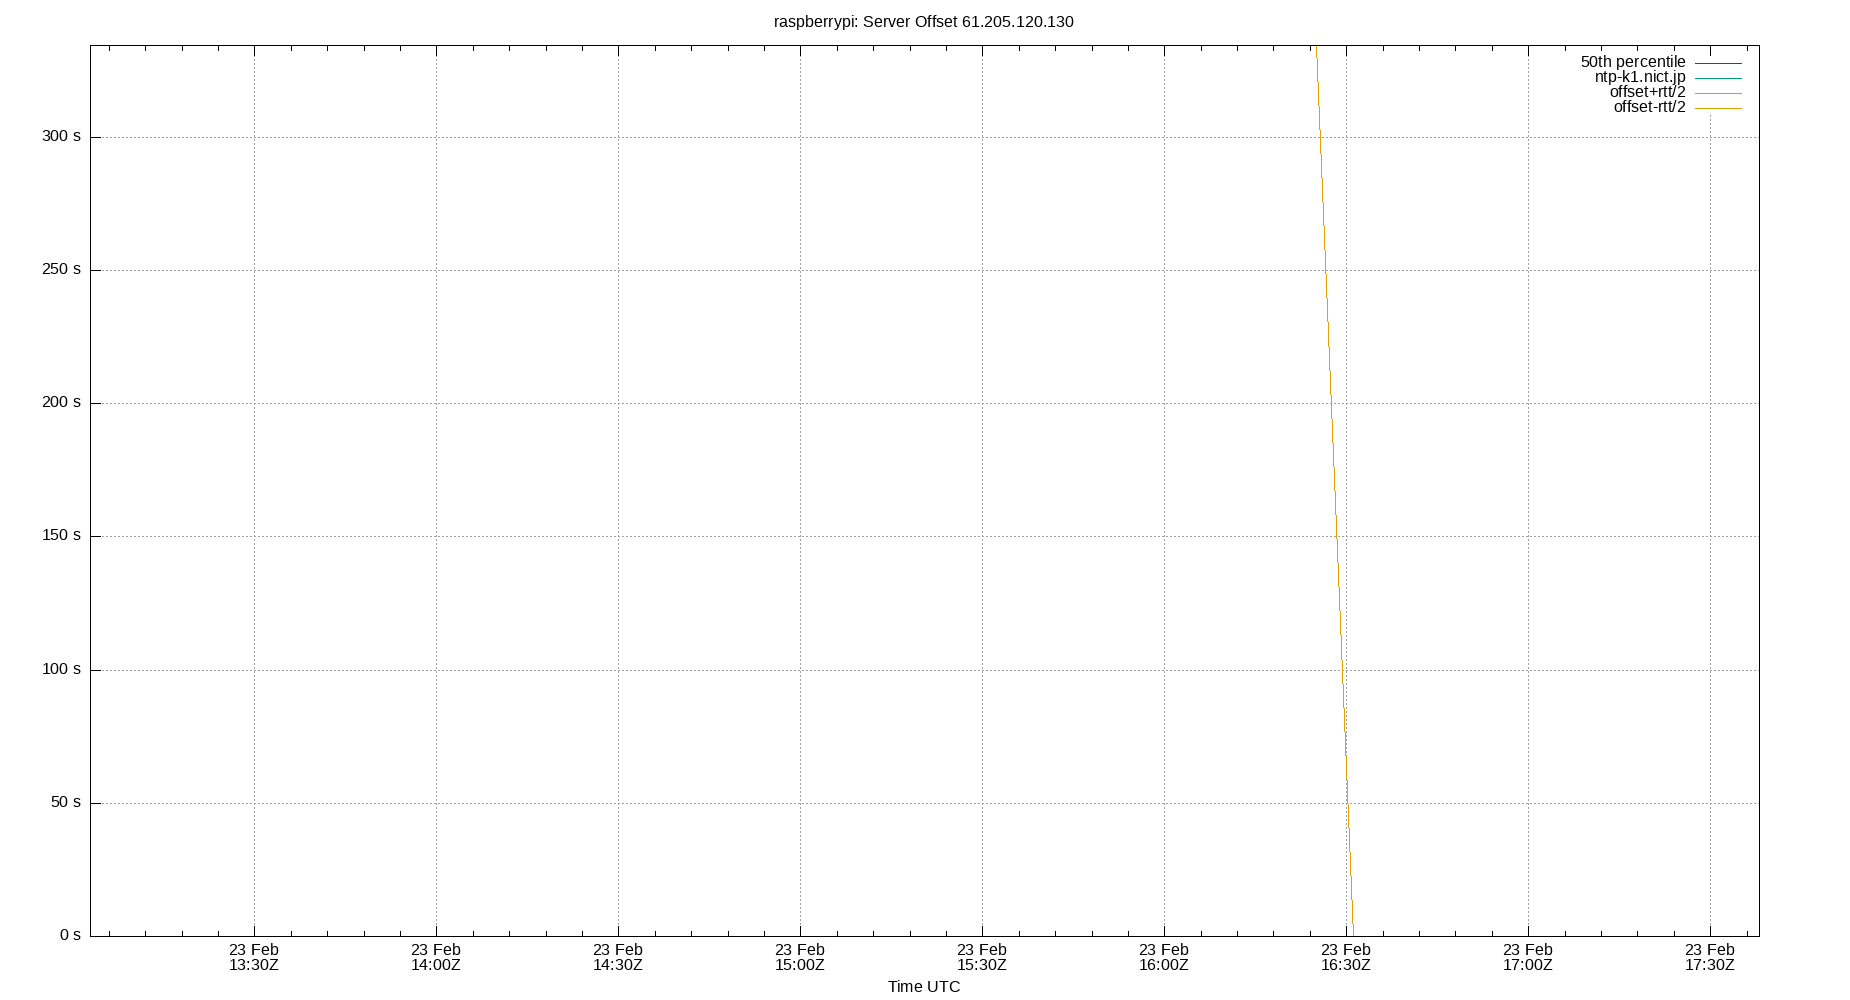 raspberrypi: Server Offset 61.205.120.130
50th percentile
ntp-k1.nict.jp
offset+rtt/2
offset-rtt/2
300 s
250 s
200 s
150 s
100 s
50 s
0 s
23 Feb 23 Feb 23 Feb 23 Feb 23 Feb 23 Feb 23 Feb 23 Feb 23 Feb
13:30Z 14:00Z 14:30Z 15:00Z 15:30Z 16:00Z 16:30Z 17:00Z 17:30Z
Time UTC